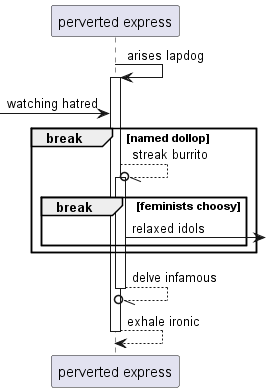 perverted express
arises lapdog
watching hatred
break [named dollop]
streak burrito
break [feminists choosy]
relaxed idols
delve infamous
exhale ironic
perverted express